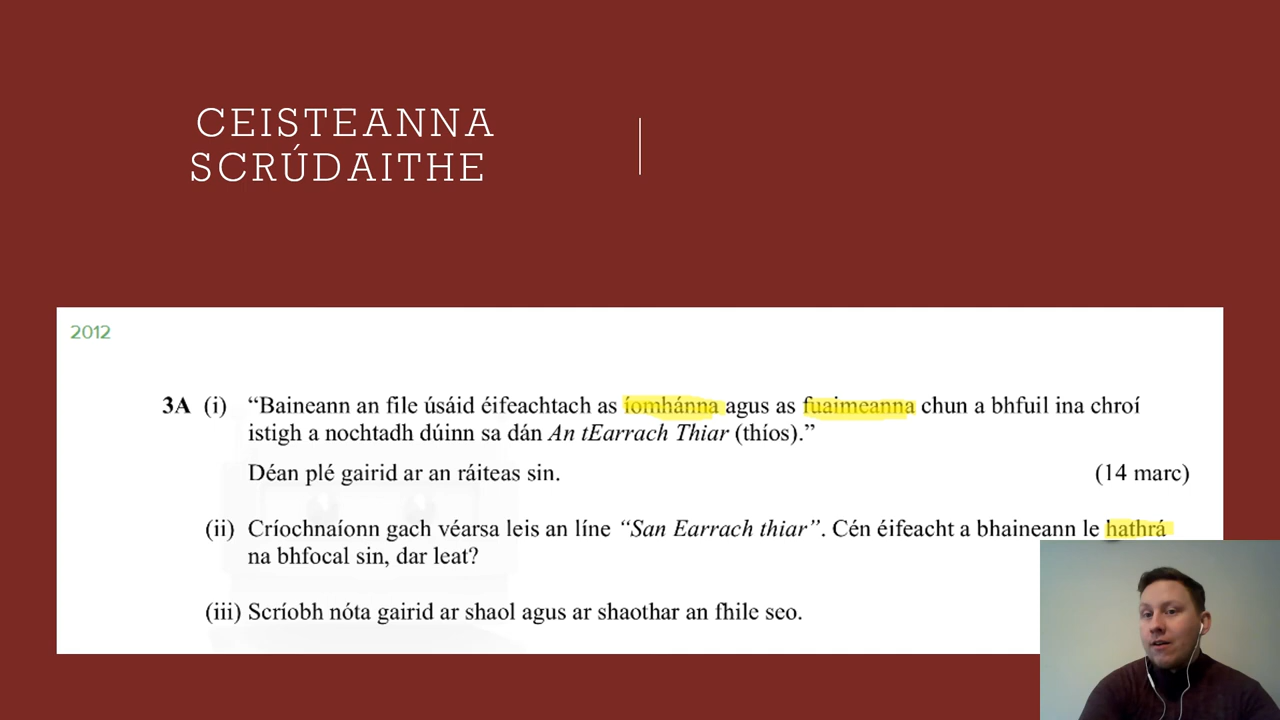 CEISTEANNA
SCRÚDAITHE
2012
3A (i) “Baineann an file úsáid éifeachtach as íomhánna agus as fuaimeanna chun a bhfuil ina chroí
istigh a nochtadh dúinn sa dán An tEarrach Thiar (thíos).”
Déan plé gairid ar an ráiteas sin. (14 marc)
(ii) Críochnaíonn gach véarsa leis an líne “San Earrach thiar”. Cén éifeacht a bhaineann le hathrá
na bhfocal sin, dar leat?
(iii) Scríobh nóta gairid ar shaol agus ar shaothar an fhile seo.